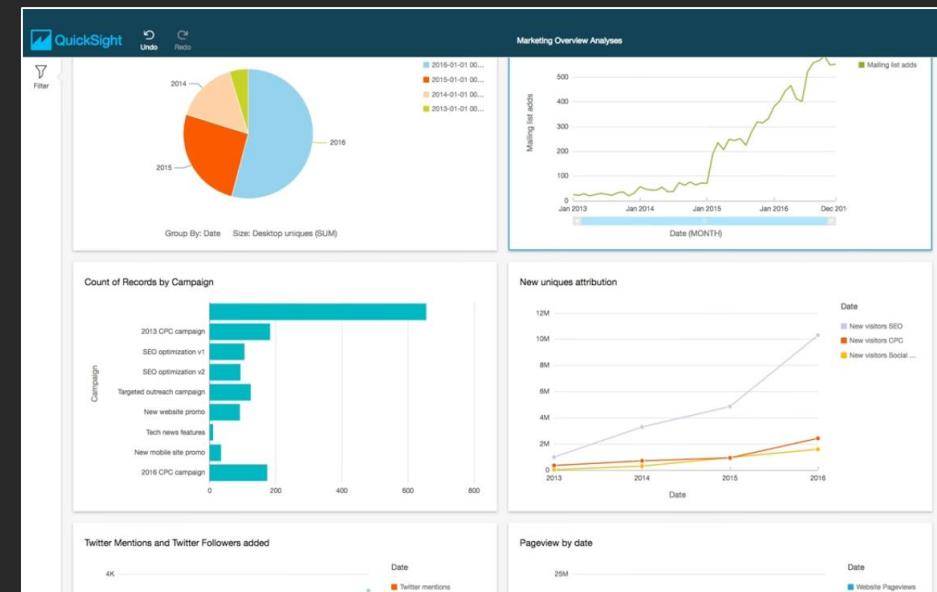 QuickSight
Undo
Redo
Marketing Overview Analyses
Filter
2014
2015
2016
2016-01-01 00...
2015-01-01 00...
2014-01-01 00...
2013-01-01 00...
Group By: Date Size: Desktop uniques (SUM)
Mailing list adds
500
400
300
200
100
0
Jan 2013 Jan 2014 Jan 2015 Jan 2016 Dec 201
Date (MONTH)
Mailing list adds
Count of Records by Campaign
Campaign
2013 CPC campaign
SEO optimization v1
SEO optimization v2
Targeted outreach campaign
New website promo
Tech news features
New mobile site promo
2016 CPC campaign
0 200 400 600 800
New uniques attribution
12M
10M
8M
6M
4M
2M
0
2013 2014 2015 2016
Date
Date
New visitors SEO
New visitors CPC
New visitors Social ...
Twitter Mentions and Twitter Followers added
4K
Date
Twitter mentions
Pageview by date
25M
Date
Website Pageviews